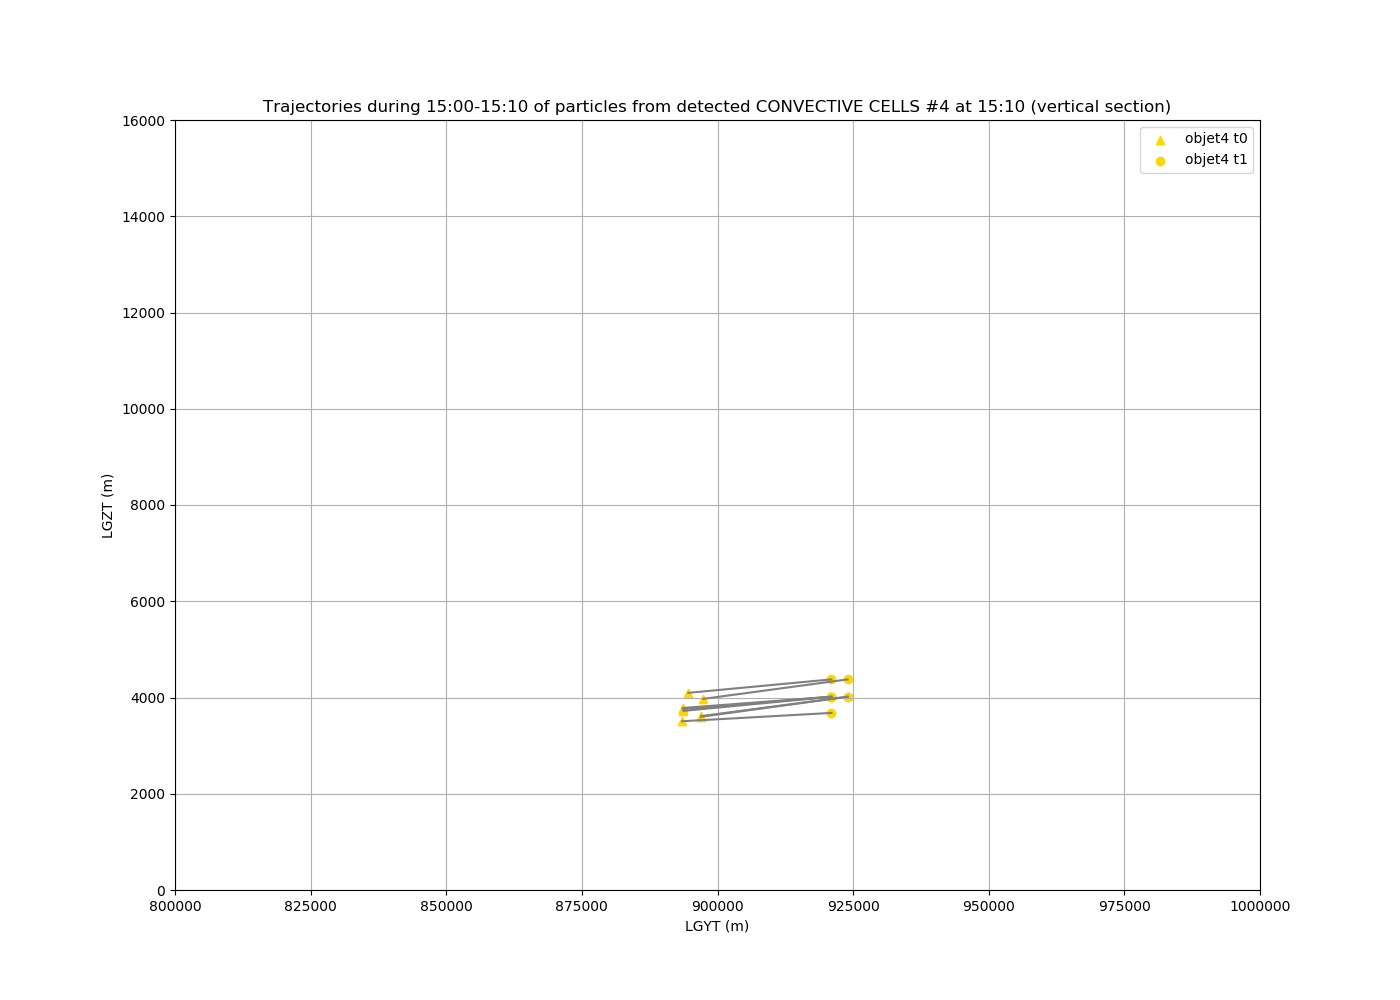 Trajectories during 15:00-15:10 of particles from detected CONVECTIVE CELLS #4 at 15:10 (vertical section)
objet4 t0
objet4 t1
16000
14000
12000
10000
8000
6000
4000
2000
0
LGZT (m)
800000 825000 850000 875000 900000 925000 950000 975000 1000000
LGYT (m)